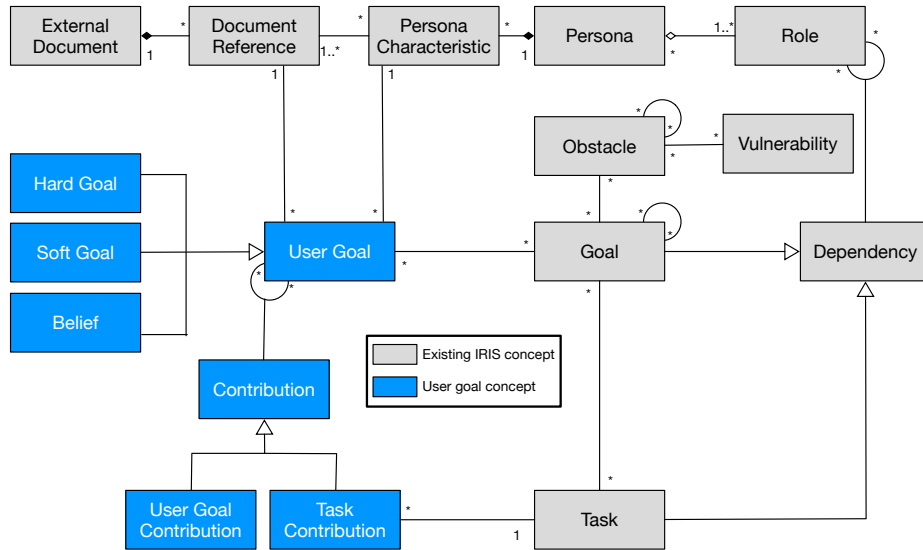 External
Document
Document
Reference
Persona
Characteristic
Persona
Role
*
*
*
1..*
*
1
1..*
1
*
*
*
1
1
*
*
Obstacle
*
*
*
Vulnerability
*
Hard Goal
*
*
*
*
*
Soft Goal
User Goal
*
*
Goal
*
Dependency
*
*
*
Belief
Existing IRIS concept
User goal concept
Contribution
*
User Goal
Contribution
Task
Contribution
*
1
Task